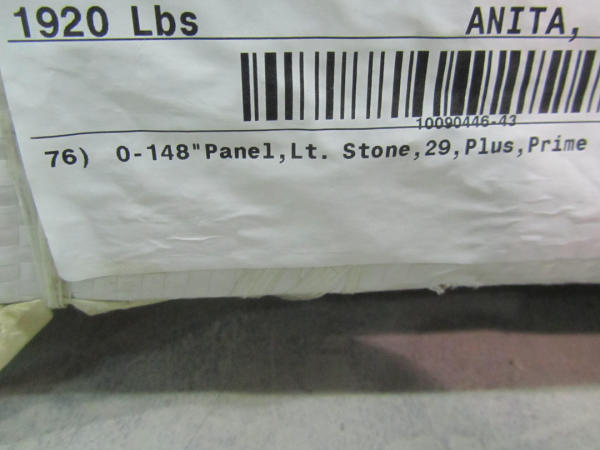 1920 Lbs ANITA,
10090446-43
76) 0-148"Panel,Lt. Stone,29,Plus,Prime